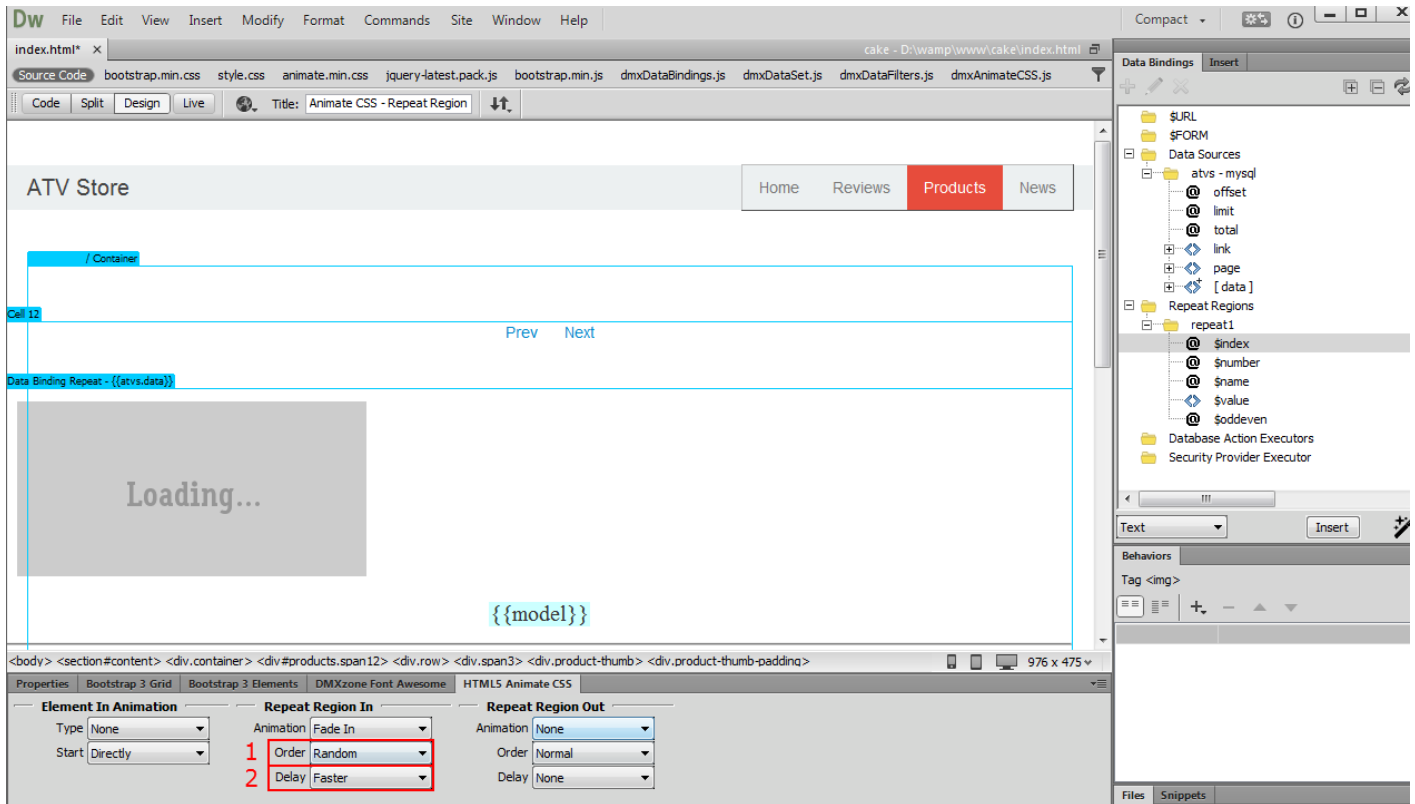 Dw File Edit View Insert Modify Format Commands Site Window Help
Compact
index.html*
cake - D:\wamp\www\cake\index.html
Source Code bootstrap.min.css style.css animate.min.css jquery-latest.pack.js bootstrap.min.js dmxDataBindings.js dmxDataSet.js dmxDataFilters.js dmxAnimateCSS.js
Code Split Design Live Title: Animate CSS - Repeat Region
ATV Store
Home Reviews Products News
/ Container
Cell 12
Prev Next
Data Binding Repeat - {{atvs.data}}
Loading...
{{model}}
<body> <section#content> <div.container> <div#products.span12> <div.row> <div.span3> <div.product-thumb> <div.product-thumb-padding>
976 x 475
Properties Bootstrap 3 Grid Bootstrap 3 Elements DMXzone Font Awesome HTML5 Animate CSS
Element In Animation Repeat Region In Repeat Region Out
Type None Animation Fade In Animation None
Start Directly 1 Order Random Order Normal
2 Delay Faster Delay None
Data Bindings Insert
$URL
$FORM
Data Sources
atvs - mysql
@ offset
@ limit
@ total
link
page
[ data ]
Repeat Regions
repeat1
@ $index
@ $number
@ $name
$value
@ $oddeven
Database Action Executors
Security Provider Executor
Text Insert
Behaviors
Tag <img>
Files Snippets